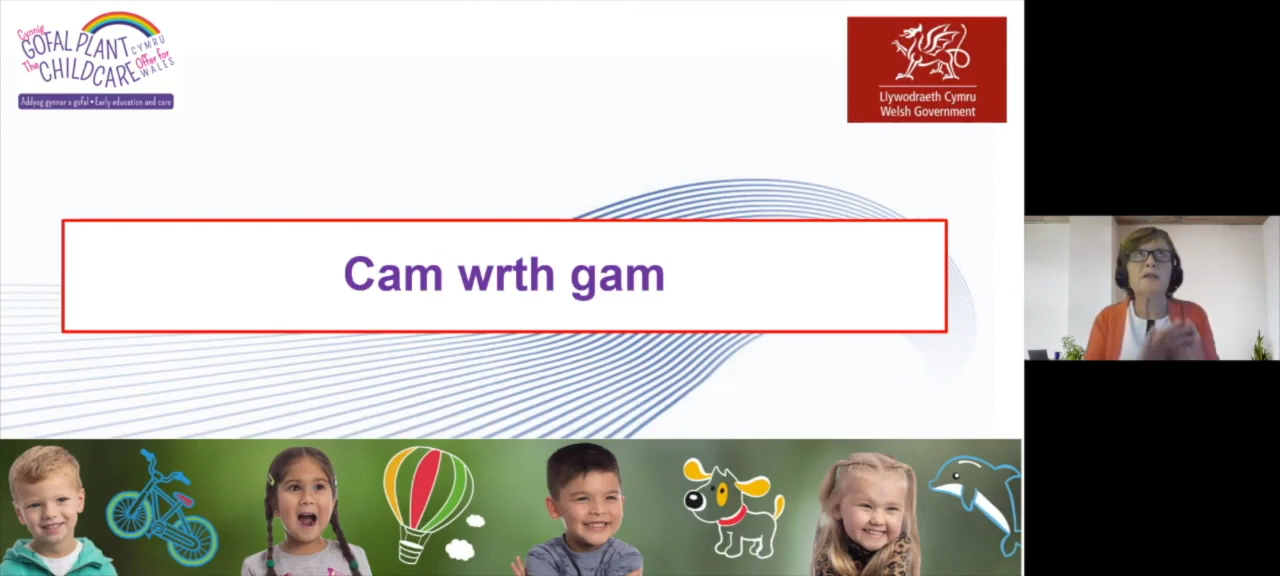 Cynnig
GOFAL PLANT
CYMRU
The
CHILDCARE
Offer for
WALES
Addysg gynnar a gofal • Early education and care
Llywodraeth Cymru
Welsh Government
Cam wrth gam